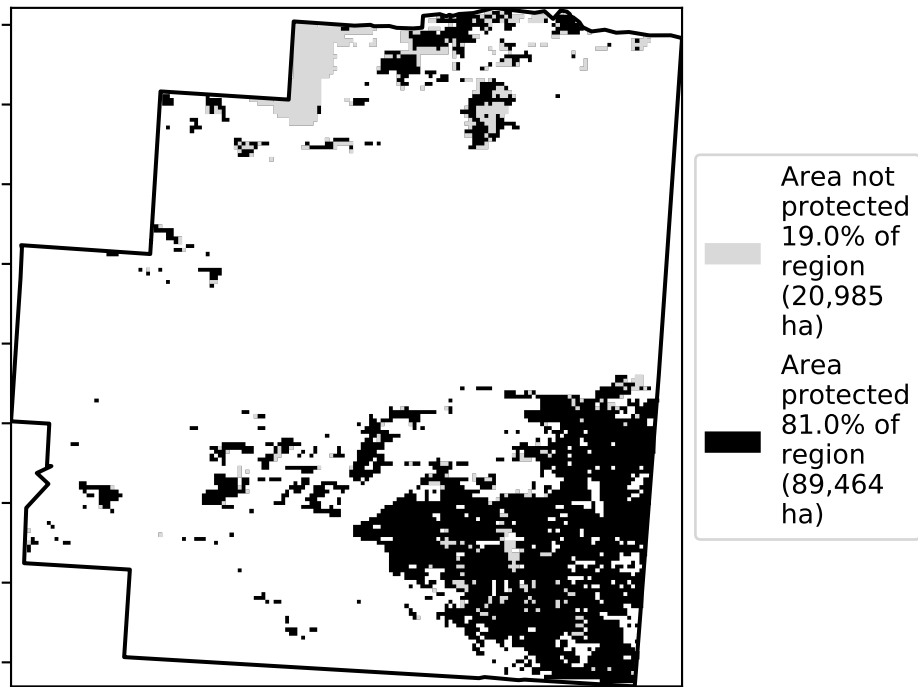 Area not
protected
19.0% of
region
(20,985
ha)
Area
protected
81.0% of
region
(89,464
ha)